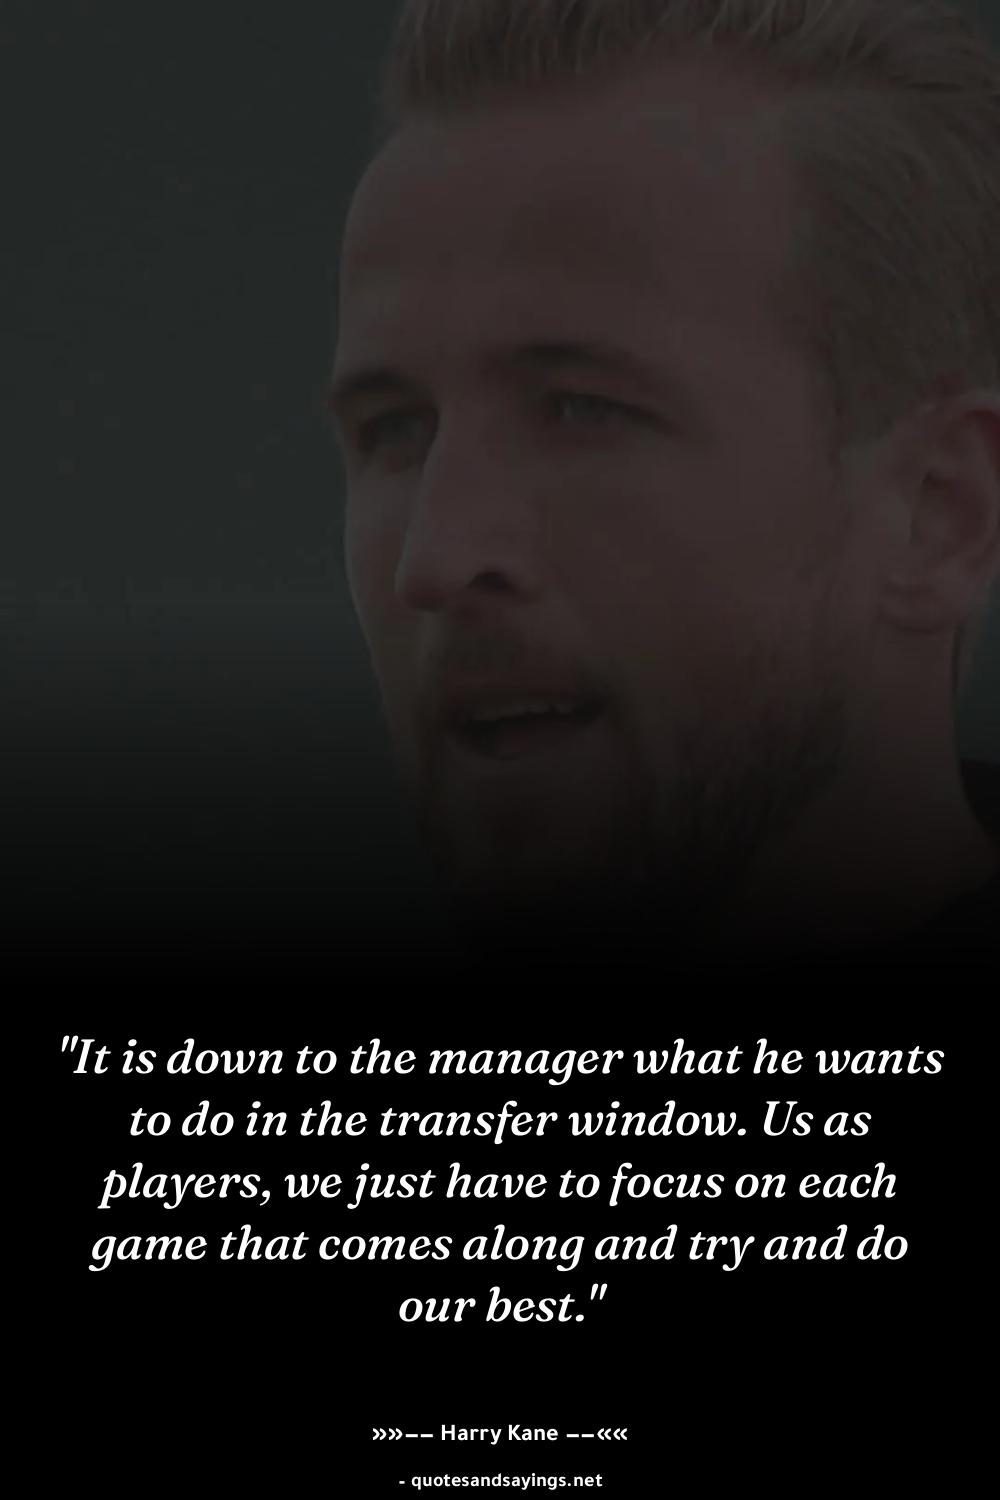 "It is down to the manager what he wants
to do in the transfer window. Us as
players, we just have to focus on each
game that comes along and try and do
our best."
»»−− Harry Kane −−««
- quotesandsayings.net